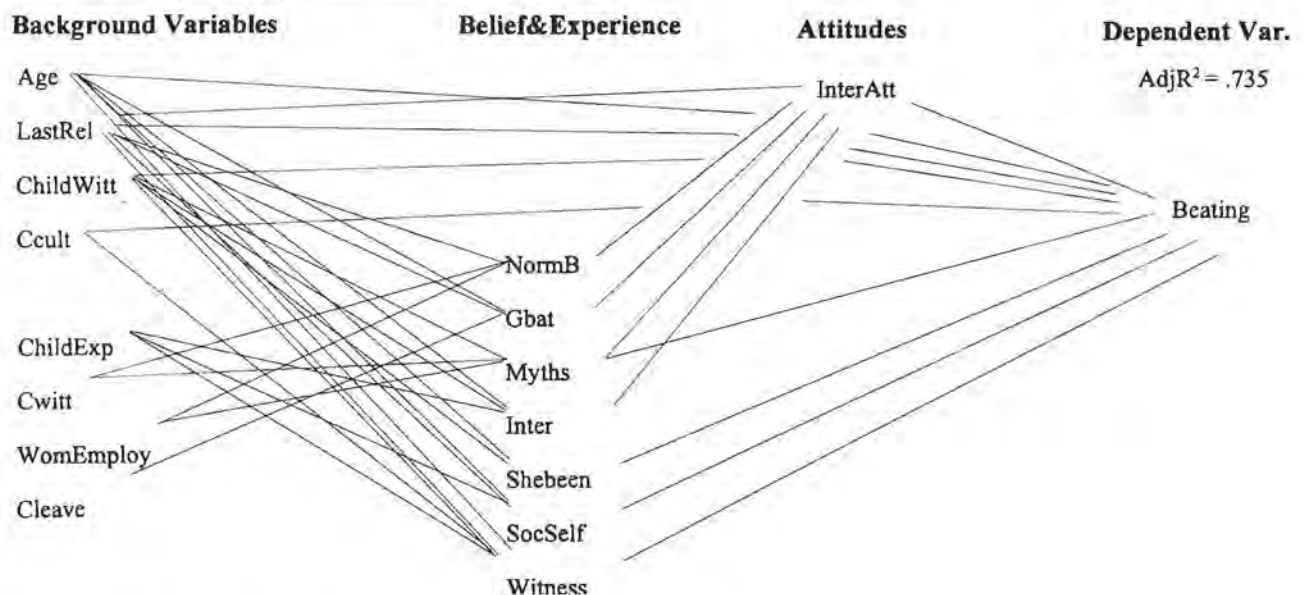 Background Variables Belief&Experience Attitudes Dependent Var.
Age InterAtt AdjR² = .735
LastRel
ChildWitt
Ccult
Beating
NormB
Gbat
ChildExp
Myths
Cwitt
Inter
WomEmploy
Shebeen
Cleave
SocSelf
Witness